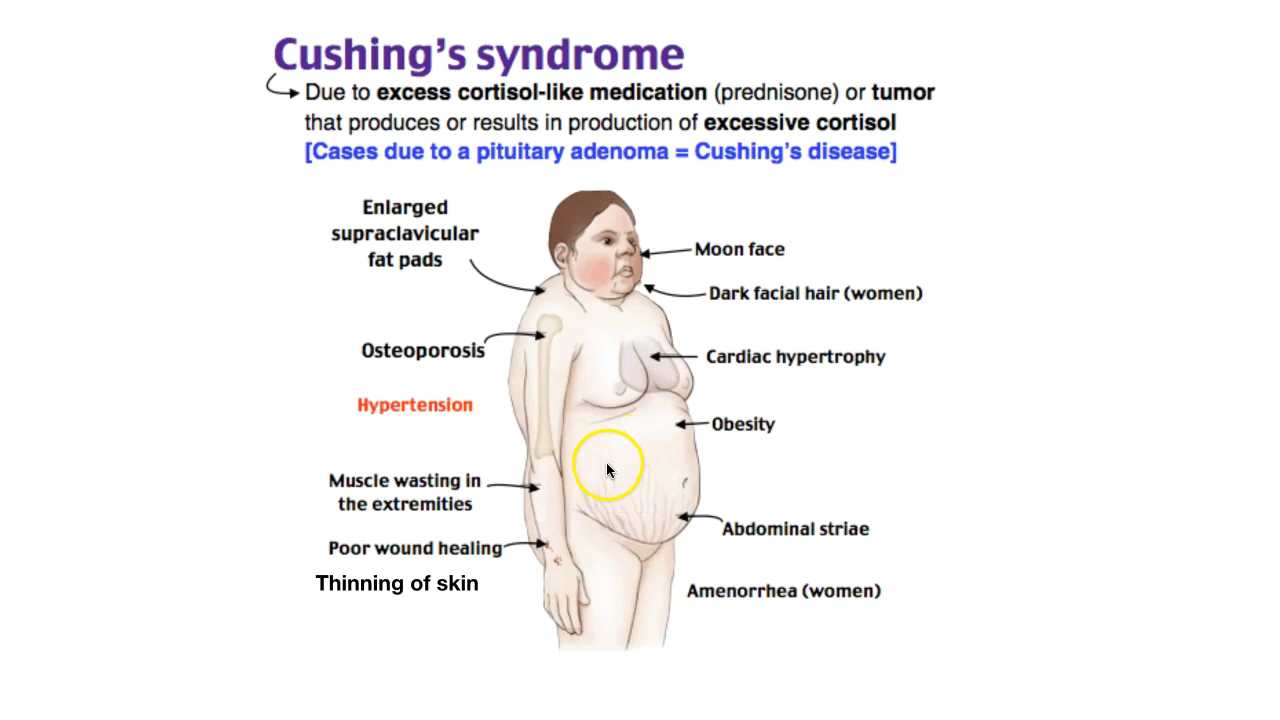 Cushing's syndrome
Due to excess cortisol-like medication (prednisone) or tumor
that produces or results in production of excessive cortisol
[Cases due to a pituitary adenoma = Cushing's disease]
Enlarged
supraclavicular
fat pads
Moon face
Dark facial hair (women)
Osteoporosis
Cardiac hypertrophy
Hypertension
Obesity
Muscle wasting in
the extremities
Abdominal striae
Poor wound healing
Thinning of skin
Amenorrhea (women)